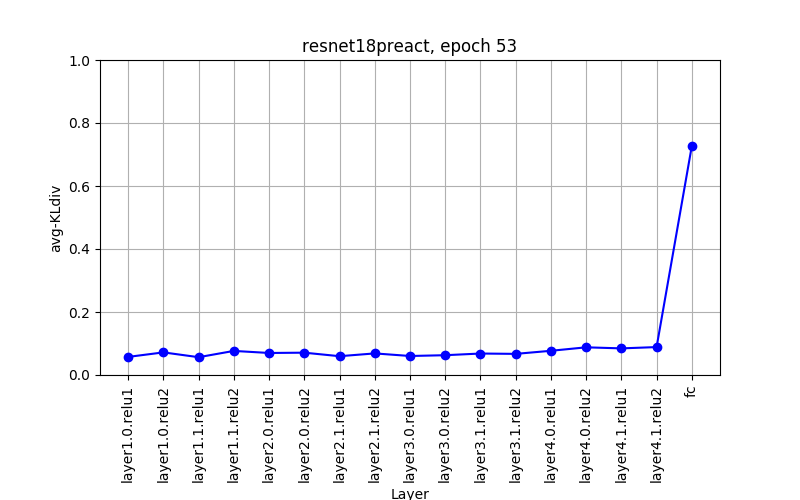 resnet18preact, epoch 53
avg-KLdiv
1.0
0.8
0.6
0.4
0.2
0.0
layer1.0.relu1
layer1.0.relu2
layer1.1.relu1
layer1.1.relu2
layer2.0.relu1
layer2.0.relu2
layer2.1.relu1
layer2.1.relu2
layer3.0.relu1
layer3.0.relu2
layer3.1.relu1
layer3.1.relu2
layer4.0.relu1
layer4.0.relu2
layer4.1.relu1
layer4.1.relu2
fc
Layer